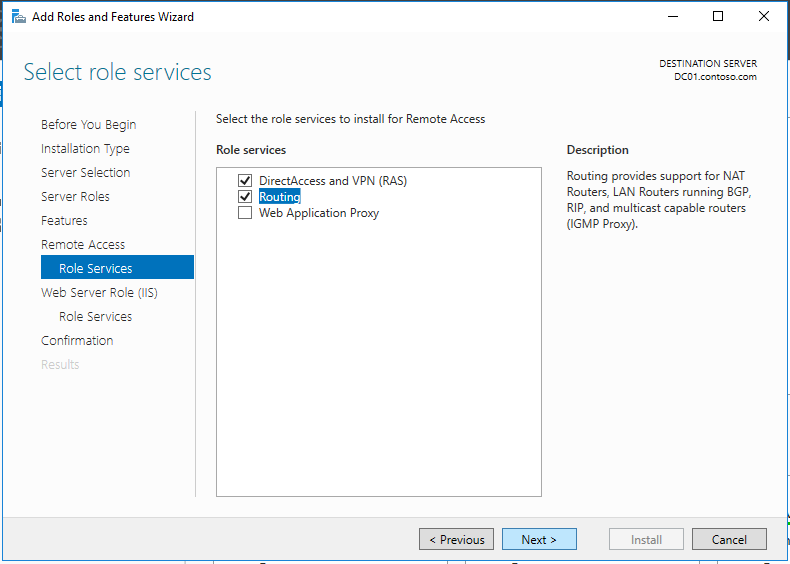 Add Roles and Features Wizard
Select role services
DESTINATION SERVER
DC01.contoso.com
Before You Begin
Installation Type
Server Selection
Server Roles
Features
Remote Access
Role Services
Web Server Role (IIS)
Role Services
Confirmation
Results
Select the role services to install for Remote Access
Role services
DirectAccess and VPN (RAS)
Routing
Web Application Proxy
Description
Routing provides support for NAT
Routers, LAN Routers running BGP,
RIP, and multicast capable routers
(IGMP Proxy).
< Previous
Next >
Install
Cancel